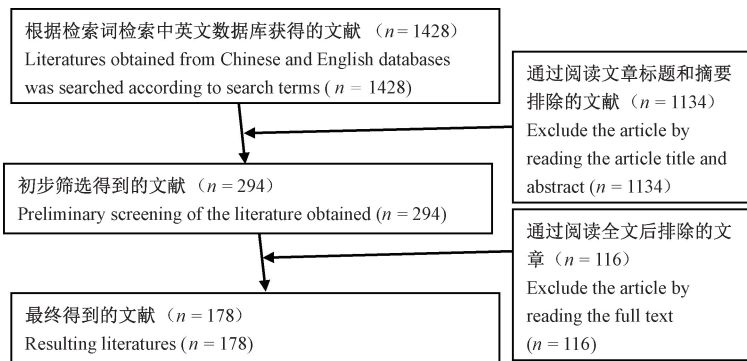 根据检索词检索中英文数据库获得的文献（n=1428）
Literatures obtained from Chinese and English databases
was searched according to search terms ( n = 1428)
通过阅读文章标题和摘要
排除的文献（n = 1134)
Exclude the article by
reading the article title and
abstract (n = 1134)
初步筛选得到的文献（n = 294）
Preliminary screening of the literature obtained (n = 294)
通过阅读全文后排除的文
章（n = 116）
Exclude the article by
reading the full text
(n = 116)
最终得到的文献（n = 178）
Resulting literatures (n = 178)